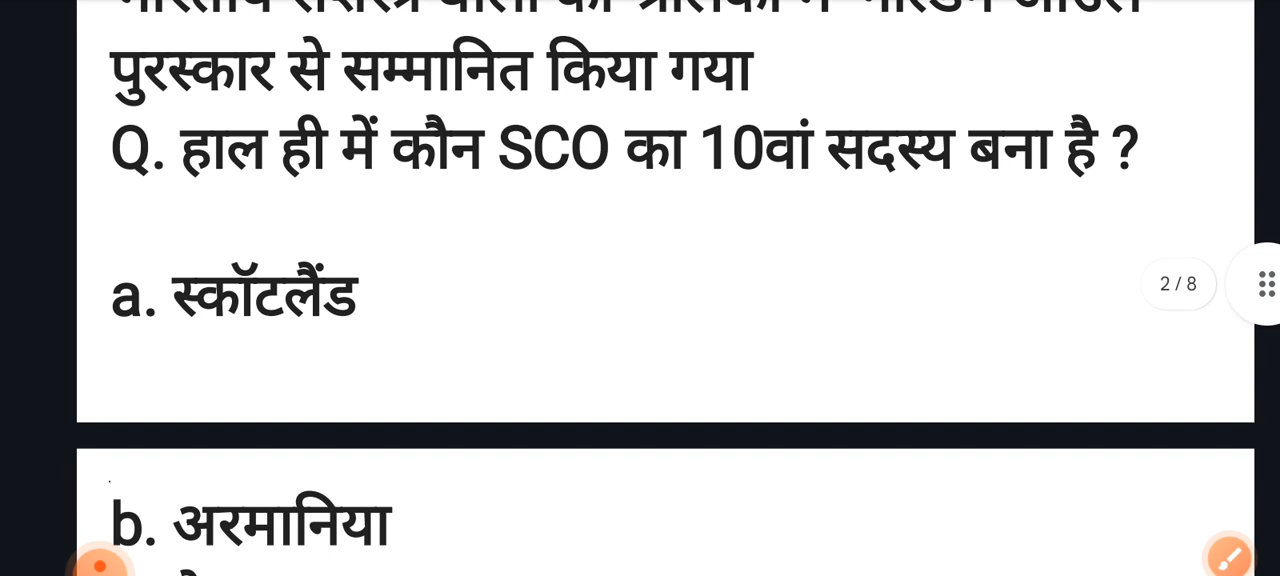 पुरस्कार से सम्मानित किया गया
Q. हाल ही में कौन SCO का 10वां सदस्य बना है ?
a. स्कॉटलैंड
2 / 8
b. अरमानिया